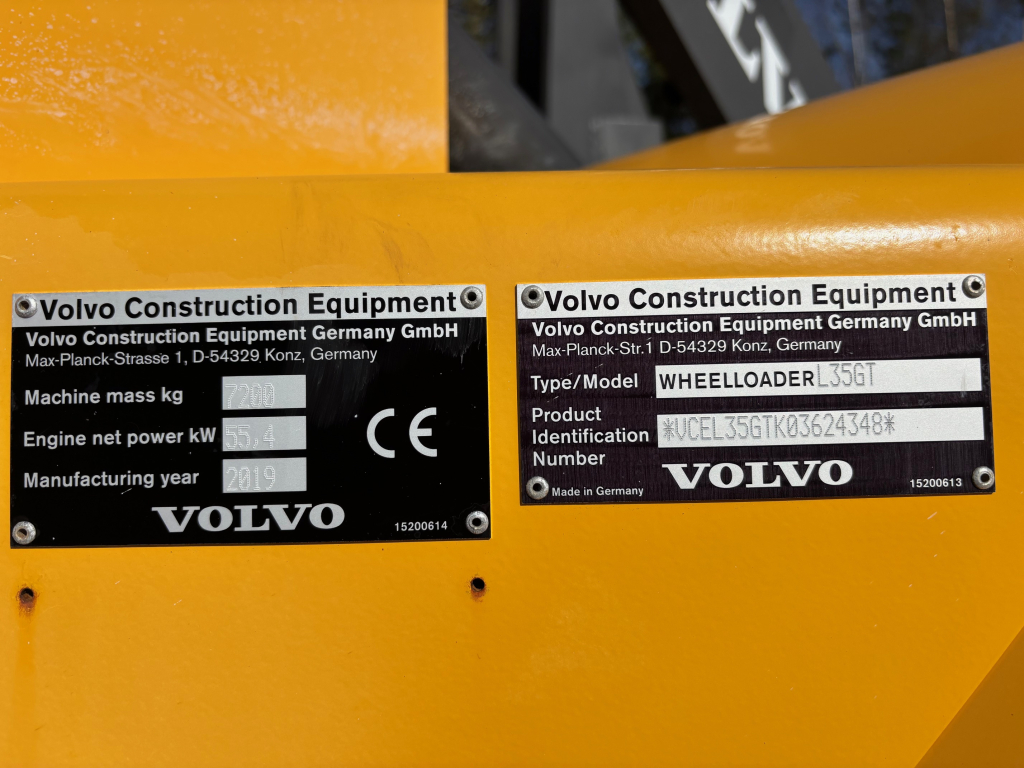 Volvo Construction Equipment
Volvo Construction Equipment Germany GmbH
Max-Planck-Strasse 1, D-54329 Konz, Germany
Machine mass kg 7200
Engine net power kW 55,4
Manufacturing year 2019
CE
VOLVO
15200614
Volvo Construction Equipment
Volvo Construction Equipment Germany GmbH
Max-Planck-Str.1 D-54329 Konz, Germany
Type/Model WHEELLOADER L35GT
Product
Identification *VCEL35GTK03624348*
Number
VOLVO
Made in Germany
15200613